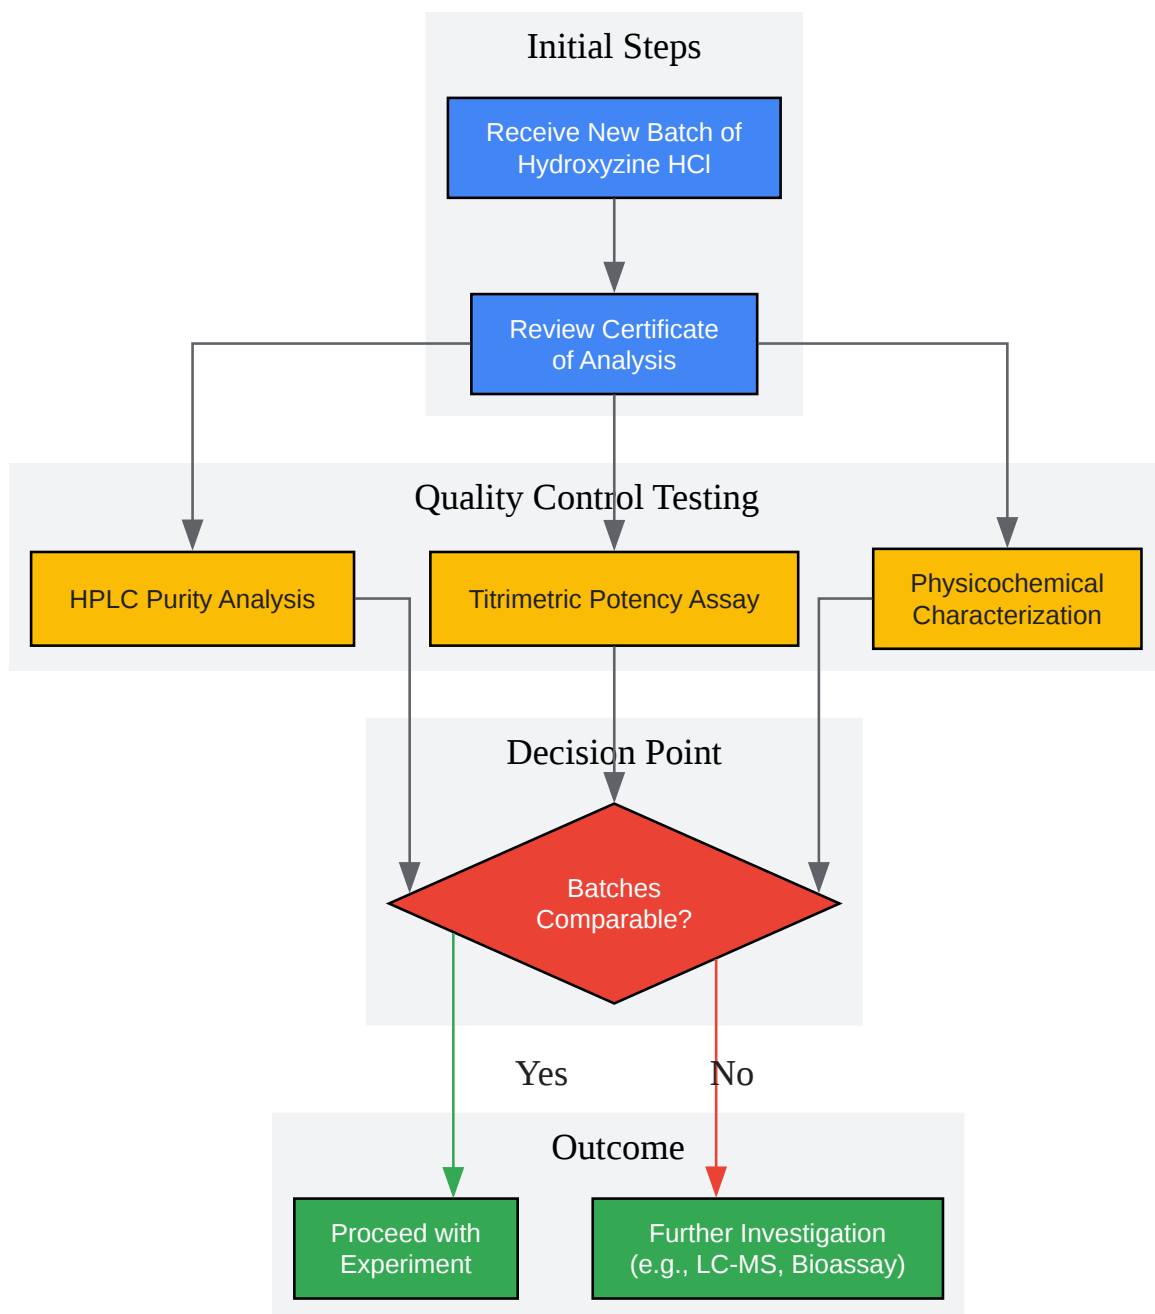 Initial Steps
Receive New Batch of
Hydroxyzine HCl
Review Certificate
of Analysis
Quality Control Testing
HPLC Purity Analysis
Titrimetric Potency Assay
Physicochemical
Characterization
Decision Point
Batches
Comparable?
Yes
No
Outcome
Proceed with
Experiment
Further Investigation
(e.g., LC-MS, Bioassay)